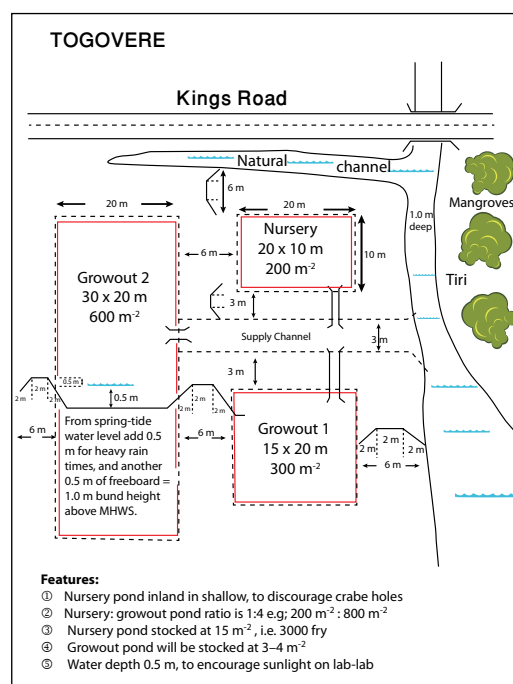 TOGOVERE
Kings Road
Natural
channel
6 m
20 m
20 m
Mangroves
1.0 m
deep
Nursery
20 x 10 m
200 m-2
10 m
6 m
Tiri
Growout 2
30 x 20 m
600 m-2
3 m
Supply Channel
3 m
3 m
0.5 m
0.5 m
2 m
2 m
2 m
2 m
2 m
2 m
6 m
6 m
From spring-tide
water level add 0.5
m for heavy rain
times, and another
0.5 m of freeboard =
1.0 m bund height
above MHWS.
Growout 1
15 x 20 m
300 m-2
2 m
2 m
2 m
6 m
Features:
① Nursery pond inland in shallow, to discourage crabe holes
② Nursery: growout pond ratio is 1:4 e.g; 200 m-2 : 800 m-2
③ Nursery pond stocked at 15 m-2 , i.e. 3000 fry
④ Growout pond will be stocked at 3–4 m-2
⑤ Water depth 0.5 m, to encourage sunlight on lab-lab